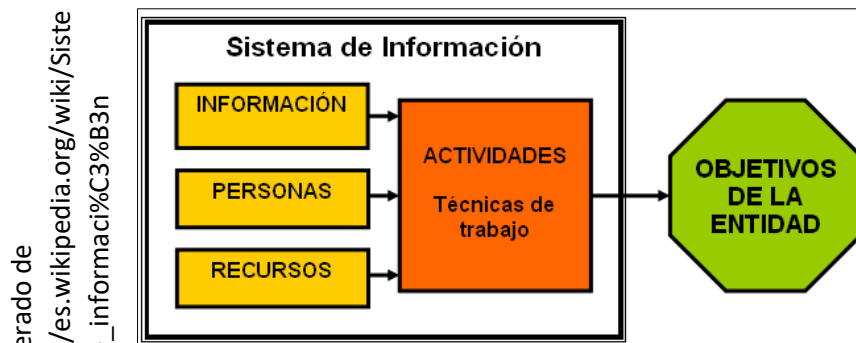 erado de
/es.wikipedia.org/wiki/Siste
_informaci%C3%B3n
Sistema de Información
INFORMACIÓN
PERSONAS
RECURSOS
ACTIVIDADES
Técnicas de
trabajo
OBJETIVOS
DE LA
ENTIDAD